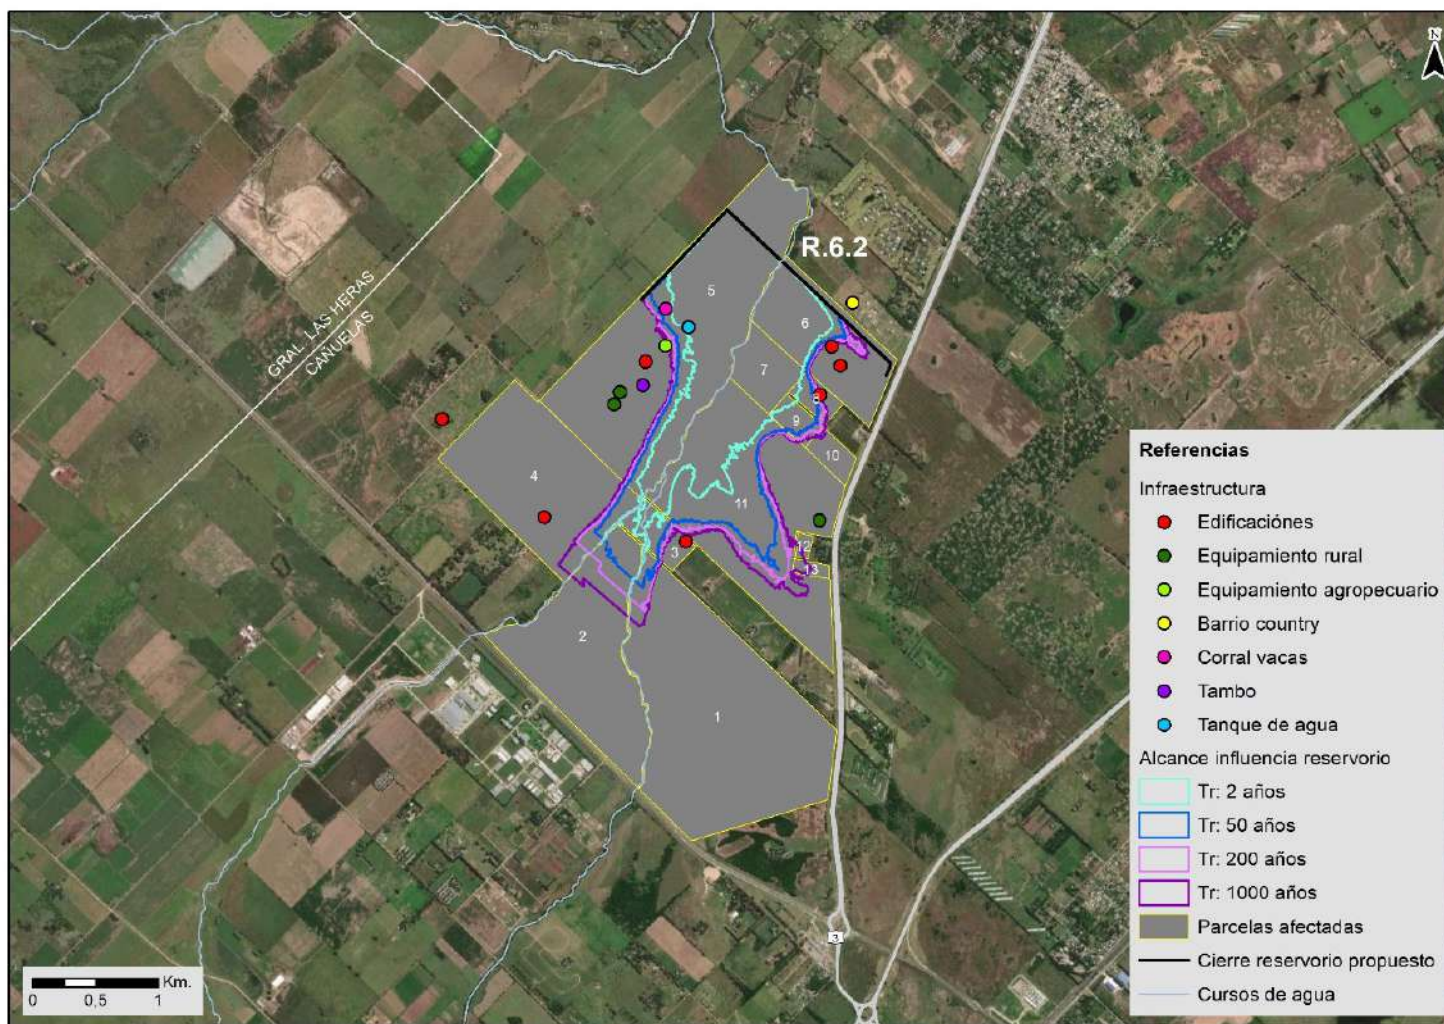 N
R.6.2
GRAL. LAS HERAS
CAÑUELAS
5
6
7
8
9
10
4
11
12
3
13
2
1
3
Km.
0 0,5 1
Referencias
Infraestructura
Edificaciónes
Equipamiento rural
Equipamiento agropecuario
Barrio country
Corral vacas
Tambo
Tanque de agua
Alcance influencia reservorio
Tr: 2 años
Tr: 50 años
Tr: 200 años
Tr: 1000 años
Parcelas afectadas
Cierre reservorio propuesto
Cursos de agua